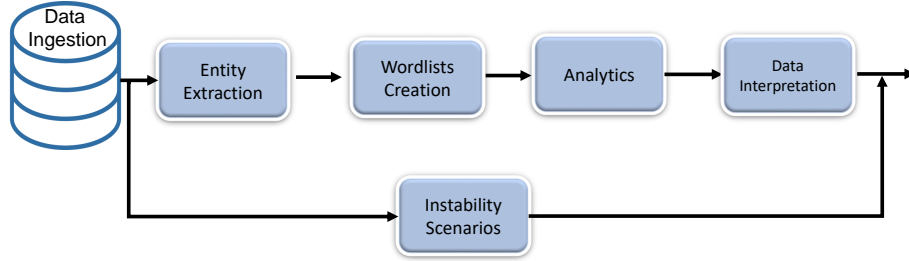 Data
Ingestion
Entity
Extraction
Wordlists
Creation
Analytics
Data
Interpretation
Instability
Scenarios